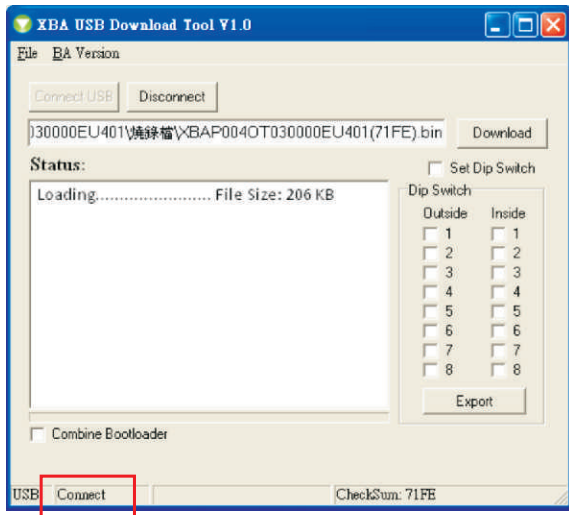 XBA USB Download Tool V1.0
File BA Version
Connect USB Disconnect
030000EU401\燒錄檔\XBAP004OT030000EU401(71FE).bin Download
Status: Set Dip Switch
Loading........................ File Size: 206 KB
Dip Switch
Outside Inside
1 1
2 2
3 3
4 4
5 5
6 6
7 7
8 8
Export
Combine Bootloader
USB Connect CheckSum: 71FE